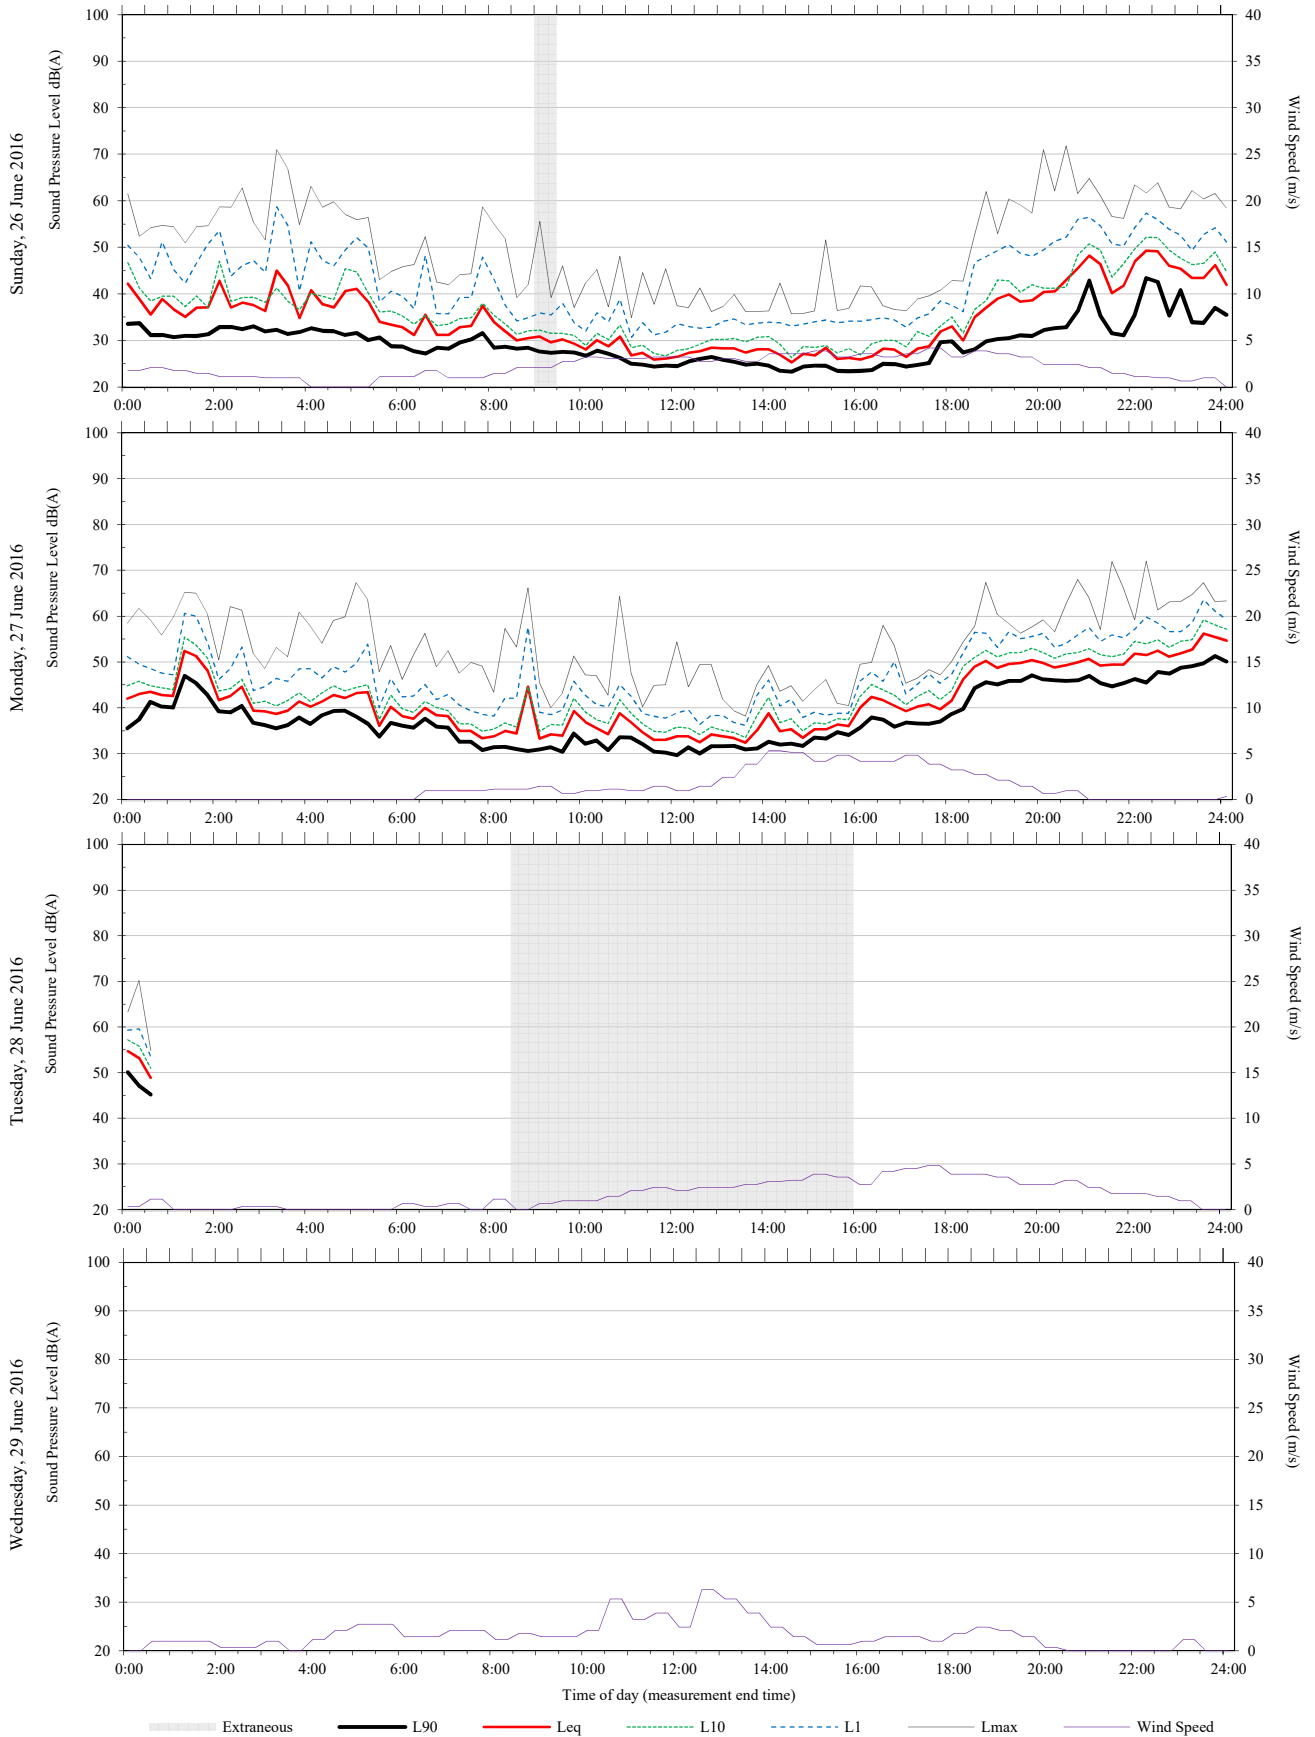 Sunday, 26 June 2016
Sound Pressure Level dB(A)
100 90 80 70 60 50 40 30 20
40 35 30 25 20 15 10 5 0
Wind Speed (m/s)
0:00 2:00 4:00 6:00 8:00 10:00 12:00 14:00 16:00 18:00 20:00 22:00 24:00
Monday, 27 June 2016
Sound Pressure Level dB(A)
100 90 80 70 60 50 40 30 20
40 35 30 25 20 15 10 5 0
Wind Speed (m/s)
0:00 2:00 4:00 6:00 8:00 10:00 12:00 14:00 16:00 18:00 20:00 22:00 24:00
Tuesday, 28 June 2016
Sound Pressure Level dB(A)
100 90 80 70 60 50 40 30 20
40 35 30 25 20 15 10 5 0
Wind Speed (m/s)
0:00 2:00 4:00 6:00 8:00 10:00 12:00 14:00 16:00 18:00 20:00 22:00 24:00
Wednesday, 29 June 2016
Sound Pressure Level dB(A)
100 90 80 70 60 50 40 30 20
40 35 30 25 20 15 10 5 0
Wind Speed (m/s)
0:00 2:00 4:00 6:00 8:00 10:00 12:00 14:00 16:00 18:00 20:00 22:00 24:00
Time of day (measurement end time)
Extraneous L90 Leq L10 L1 Lmax Wind Speed